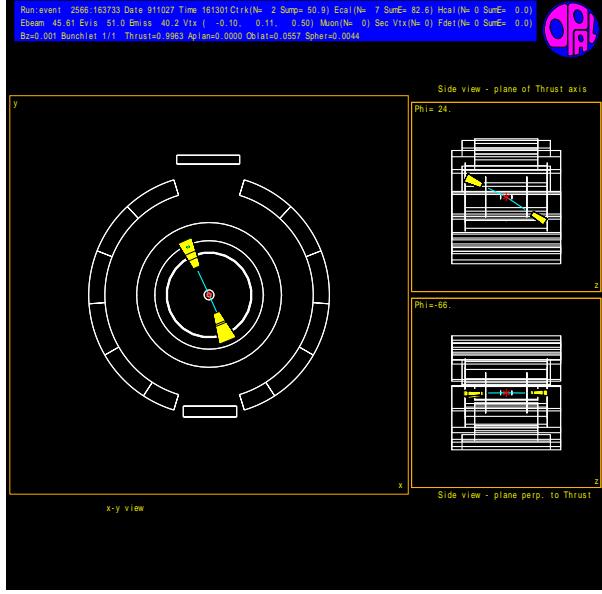 Run:event 2566:163733 Date 911027 Time 161301 Ctrk(N= 2 Sump= 50.9) Ecal(N= 7 SumE= 82.6) Hcal(N= 0 SumE= 0.0)
Ebeam 45.61 Evis 51.0 Emiss 40.2 Vtx ( -0.10, 0.11, 0.50) Muon(N= 0) Sec Vtx(N= 0) Fdet(N= 0 SumE= 0.0)
Bz=0.001 Bunchlet 1/1 Thrust=0.9963 Aplan=0.0000 Oblat=0.0557 Spher=0.0044
OPAL
Side view - plane of Thrust axis
y
Phi= 24.
z
Phi=-66.
x
z
Side view - plane perp. to Thrust
x-y view